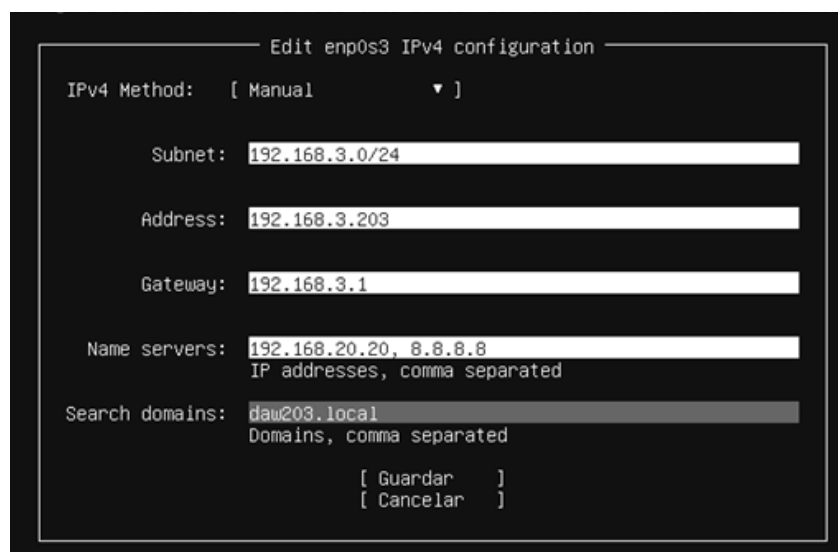 Edit enp0s3 IPv4 configuration
IPv4 Method: [ Manual ▼ ]
Subnet: 192.168.3.0/24
Address: 192.168.3.203
Gateway: 192.168.3.1
Name servers: 192.168.20.20, 8.8.8.8
IP addresses, comma separated
Search domains: daw203.local
Domains, comma separated
[ Guardar ]
[ Cancelar ]